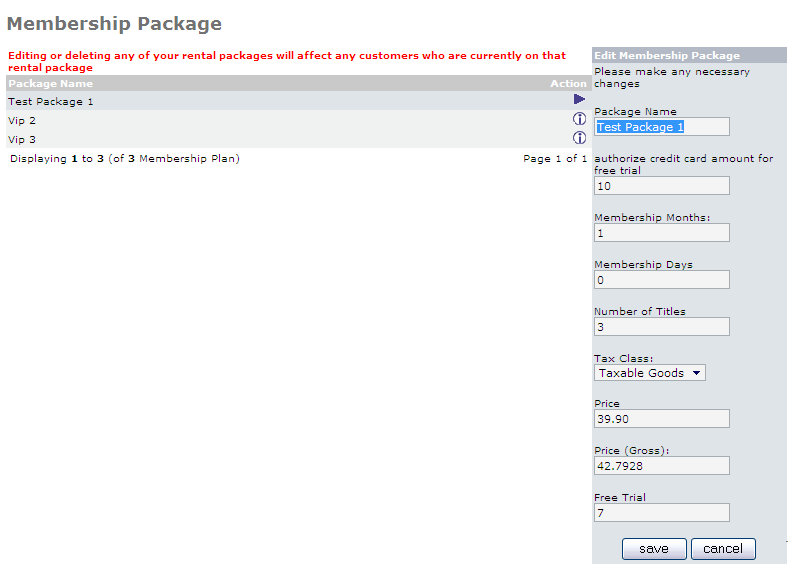 Membership Package
Editing or deleting any of your rental packages will affect any customers who are currently on that
rental package
Package Name Action
Test Package 1
Vip 2
Vip 3
Displaying 1 to 3 (of 3 Membership Plan) Page 1 of 1
Edit Membership Package
Please make any necessary
changes
Package Name
Test Package 1
authorize credit card amount for
free trial
10
Membership Months:
1
Membership Days
0
Number of Titles
3
Tax Class:
Taxable Goods
Price
39.90
Price (Gross):
42.7928
Free Trial
7
save cancel